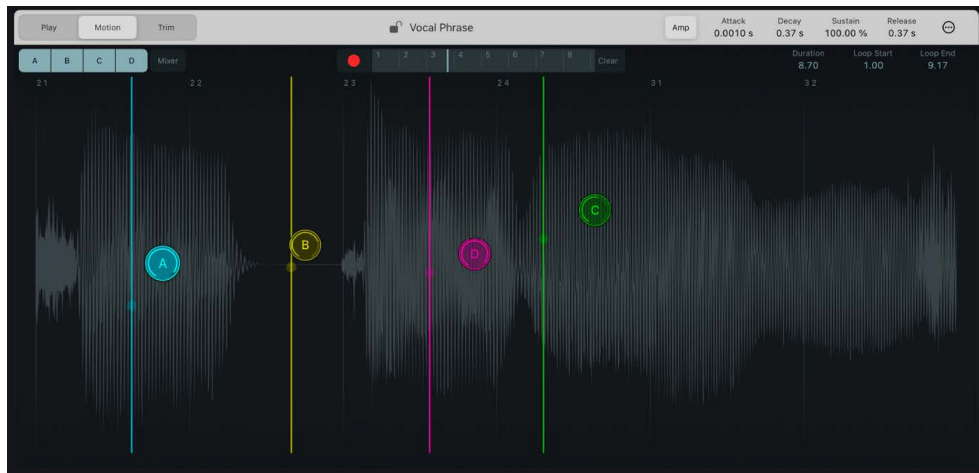 Play Motion Trim Vocal Phrase Amp Attack Decay Sustain Release
0.0010 s 0.37 s 100.00 % 0.37 s
A B C D Mixer 1 2 3 4 5 6 7 8 Clear Duration Loop Start Loop End
8.70 1.00 9.17
2 1 2 2 2 3 2 4 3 1 3 2
C
B
D
A